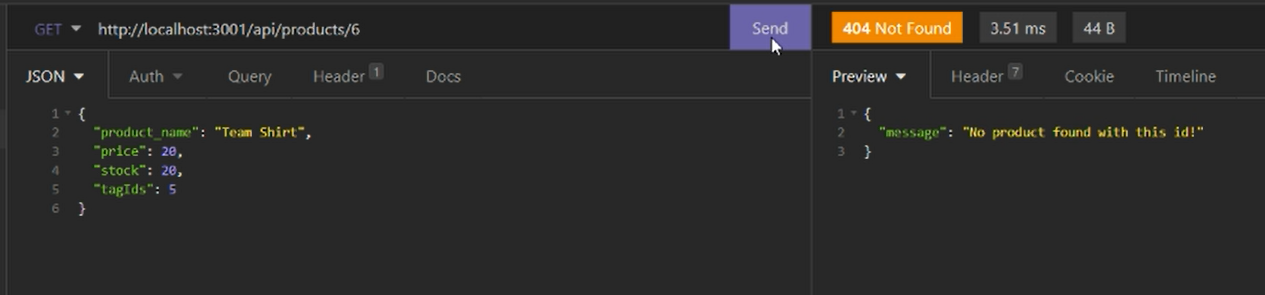 GET http://localhost:3001/api/products/6 Send 404 Not Found 3.51 ms 44 B
JSON Auth Query Header 1 Docs
1 {
2 "product_name": "Team Shirt",
3 "price": 20,
4 "stock": 20,
5 "tagIds": 5
6 }
Preview Header 7 Cookie Timeline
1 {
2 "message": "No product found with this id!"
3 }